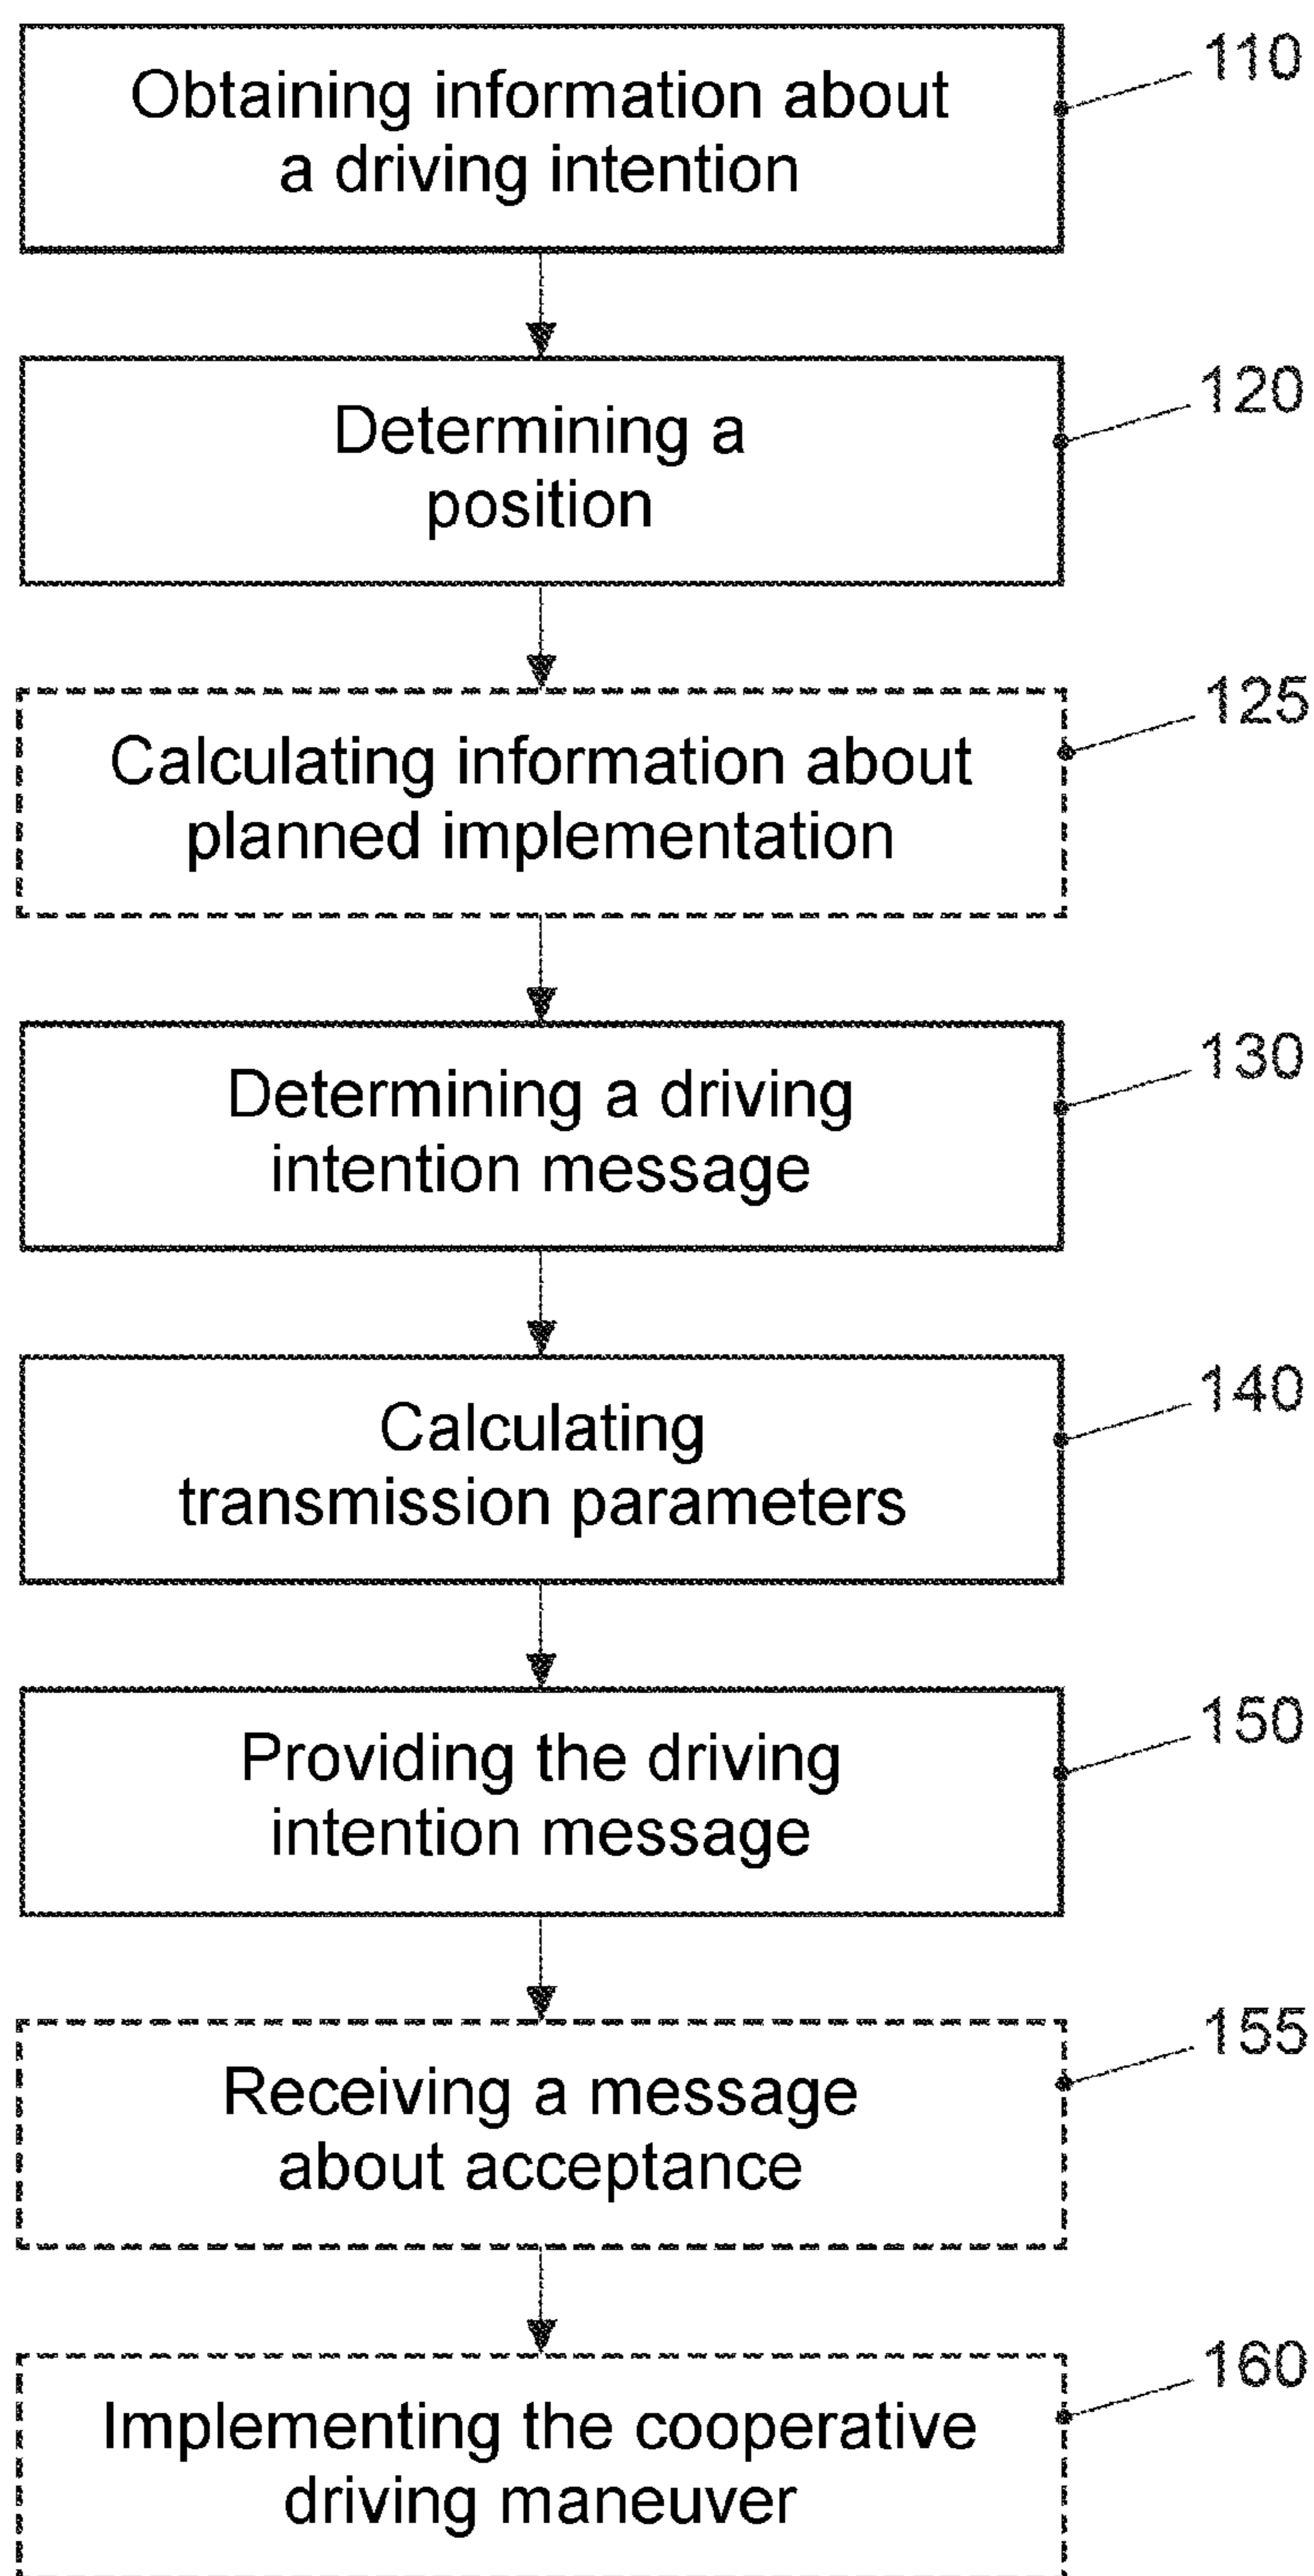 Obtaining information about
a driving intention
110
Determining a
position
120
Calculating information about
planned implementation
125
Determining a driving
intention message
130
Calculating
transmission parameters
140
Providing the driving
intention message
150
Receiving a message
about acceptance
155
Implementing the cooperative
driving maneuver
160